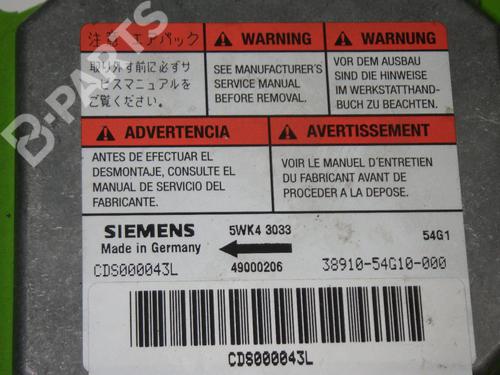 注意 エアバック
取り外す前に必ずサ
ービスマニュアルを
ご覧ください。
WARNING
SEE MANUFACTURER'S
SERVICE MANUAL
BEFORE REMOVAL.
WARNUNG
VOR DEM AUSBAU
SIND DIE HINWEISE
IM WERKSTATTHAND-
BUCH ZU BEACHTEN.
ADVERTENCIA
ANTES DE EFECTUAR EL
DESMONTAJE, CONSULTE EL
MANUAL DE SERVICIO DEL
FABRICANTE.
AVERTISSEMENT
VOIR LE MANUEL D'ENTRETIEN
DU FABRICANT AVANT DE
PROCEDER A LA DEPOSE.
SIEMENS
Made in Germany
5WK4 3033
54G1
CDS000043L
49000206
38910-54G10-000
CDS000043L
B-PARTS
B-PARTS